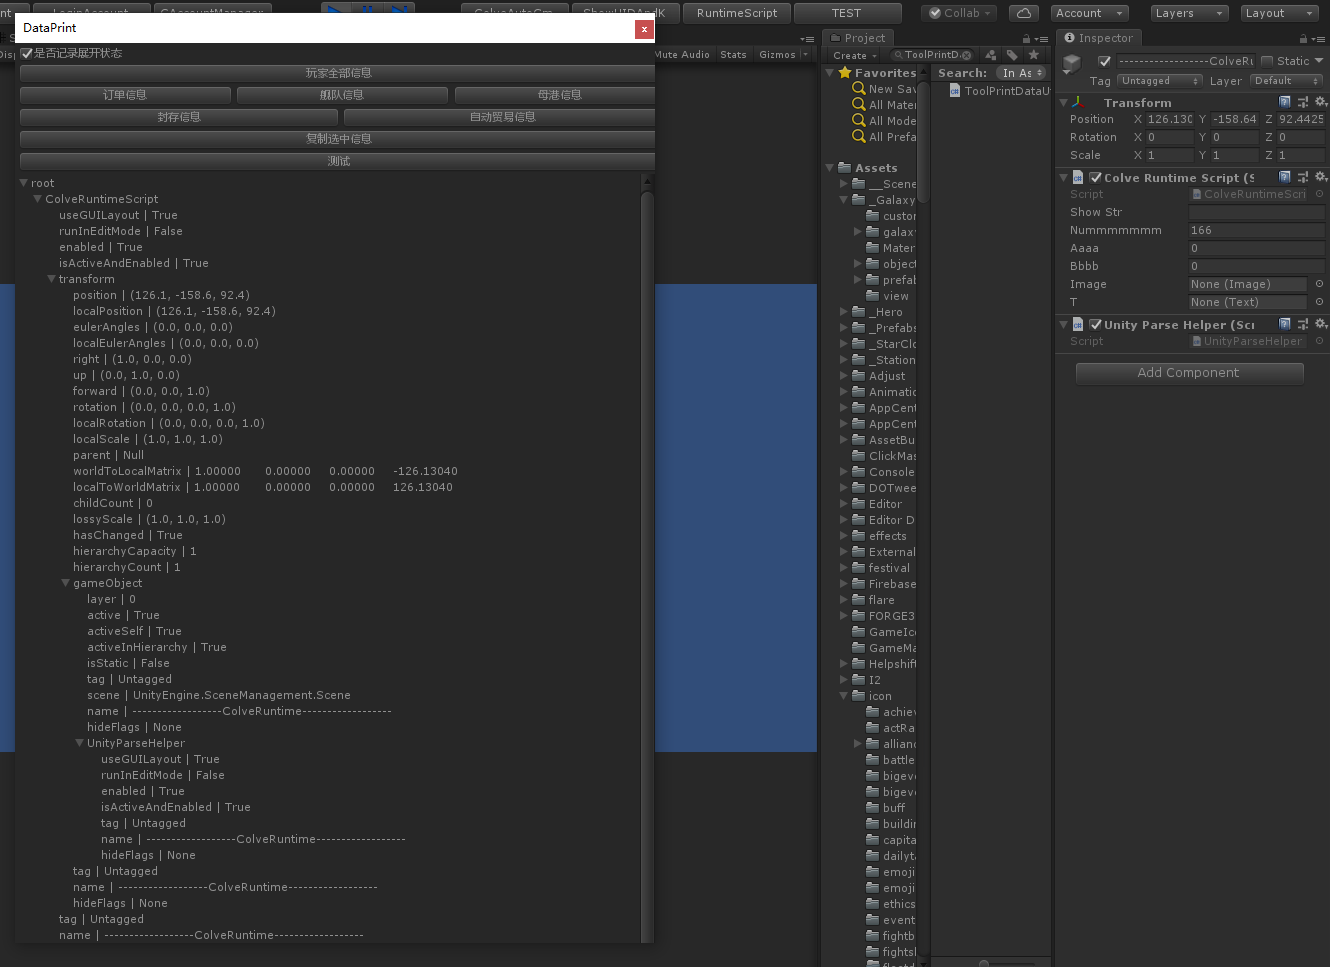 LoginAccount
CAccountManager
ColveAutoGm
ShowUIDAndK
RuntimeScript
TEST
Collab
Account
Layers
Layout
DataPrint
x
是否记录展开状态
玩家全部信息
订单信息
舰队信息
母港信息
封存信息
自动贸易信息
复制选中信息
测试
root
ColveRuntimeScript
useGUILayout | True
runInEditMode | False
enabled | True
isActiveAndEnabled | True
transform
position | (126.1, -158.6, 92.4)
localPosition | (126.1, -158.6, 92.4)
eulerAngles | (0.0, 0.0, 0.0)
localEulerAngles | (0.0, 0.0, 0.0)
right | (1.0, 0.0, 0.0)
up | (0.0, 1.0, 0.0)
forward | (0.0, 0.0, 1.0)
rotation | (0.0, 0.0, 0.0, 1.0)
localRotation | (0.0, 0.0, 0.0, 1.0)
localScale | (1.0, 1.0, 1.0)
parent | Null
worldToLocalMatrix | 1.00000 0.00000 0.00000 -126.13040
localToWorldMatrix | 1.00000 0.00000 0.00000 126.13040
childCount | 0
lossyScale | (1.0, 1.0, 1.0)
hasChanged | True
hierarchyCapacity | 1
hierarchyCount | 1
gameObject
layer | 0
active | True
activeSelf | True
activeInHierarchy | True
isStatic | False
tag | Untagged
scene | UnityEngine.SceneManagement.Scene
name | ------------------ColveRuntime------------------
hideFlags | None
UnityParseHelper
useGUILayout | True
runInEditMode | False
enabled | True
isActiveAndEnabled | True
tag | Untagged
name | ------------------ColveRuntime------------------
hideFlags | None
tag | Untagged
name | ------------------ColveRuntime------------------
hideFlags | None
tag | Untagged
name | ------------------ColveRuntime------------------
Mute Audio
Stats
Gizmos
Project
Create
ToolPrintD
Favorites
New Sav
All Mater
All Mode
All Prefa
Assets
__Scene
_Galaxy
custor
galaxy
Mater
object
prefab
view
_Hero
_Prefabs
_StarClo
_Station
Adjust
Animatio
AppCent
AppCent
AssetBu
ClickMas
Console
DOTwee
Editor
Editor D
effects
External
festival
Firebase
flare
FORGE3
GameIco
GameMa
Helpshift
I2
icon
achiev
actRa
allianc
battle
bigeve
bigeve
buff
buildin
capita
dailyta
emoji
emoji
ethics
event
fightb
fightsl
Search:
In As
ToolPrintDataU
Inspector
------------------ColveRu
Static
Tag
Untagged
Layer
Default
Transform
Position X 126.130 Y -158.64 Z 92.4425
Rotation X 0 Y 0 Z 0
Scale X 1 Y 1 Z 1
Colve Runtime Script (S
Script ColveRuntimeScri
Show Str
Nummmmmmm 166
Aaaa 0
Bbbb 0
Image None (Image)
T None (Text)
Unity Parse Helper (Scr
Script UnityParseHelper
Add Component